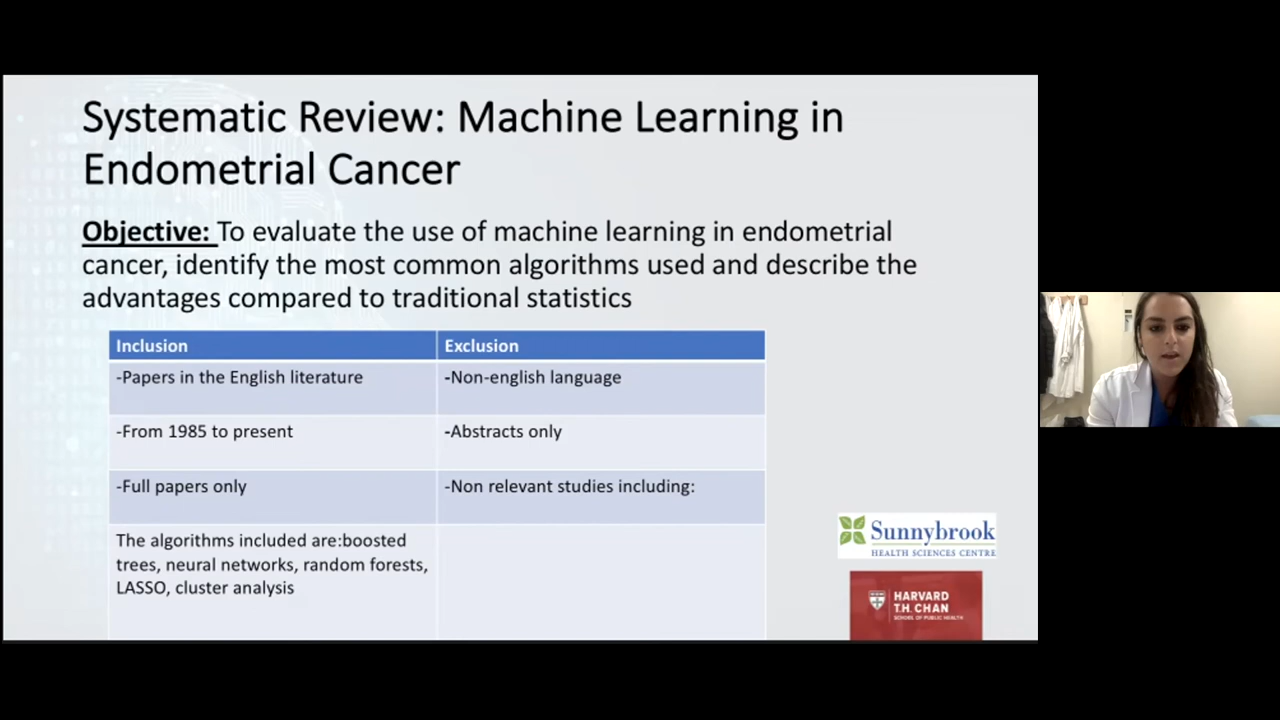 Systematic Review: Machine Learning in
Endometrial Cancer
Objective: To evaluate the use of machine learning in endometrial
cancer, identify the most common algorithms used and describe the
advantages compared to traditional statistics
Inclusion
Exclusion
-Papers in the English literature
-Non-english language
-From 1985 to present
-Abstracts only
-Full papers only
-Non relevant studies including:
The algorithms included are:boosted
trees, neural networks, random forests,
LASSO, cluster analysis
Sunnybrook
HEALTH SCIENCES CENTRE
HARVARD
T.H. CHAN
SCHOOL OF PUBLIC HEALTH